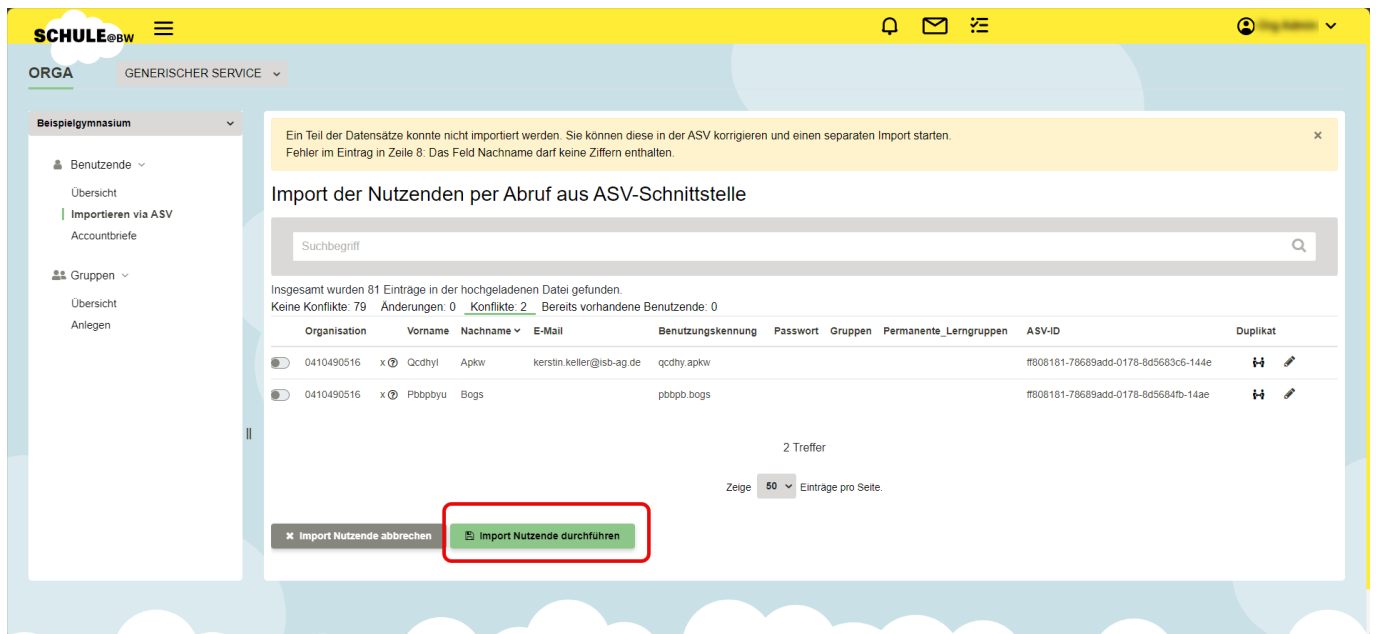 SCHULE@BW
ORGA GENERISCHER SERVICE
Beispielgymnasium
Benutzende
Übersicht
Importieren via ASV
Accountbriefe
Gruppen
Übersicht
Anlegen
Ein Teil der Datensätze konnte nicht importiert werden. Sie können diese in der ASV korrigieren und einen separaten Import starten.
Fehler im Eintrag in Zeile 8: Das Feld Nachname darf keine Ziffern enthalten.
Import der Nutzenden per Abruf aus ASV-Schnittstelle
Suchbegriff
Insgesamt wurden 81 Einträge in der hochgeladenen Datei gefunden.
Keine Konflikte: 79 Änderungen: 0 Konflikte: 2 Bereits vorhandene Benutzende: 0
Organisation Vorname Nachname E-Mail Benutzungskennung Passwort Gruppen Permanente_Lerngruppen ASV-ID Duplikat
0410490516 x Qcdhyl Apkw kerstin.keller@isb-ag.de qcdhy.apkw ff808181-78689add-0178-8d5683c6-144e
0410490516 x Pbbpbyu Bogs pbbpb.bogs ff808181-78689add-0178-8d5684fb-14ae
2 Treffer
Zeige 50 Einträge pro Seite.
Import Nutzende abbrechen Import Nutzende durchführen